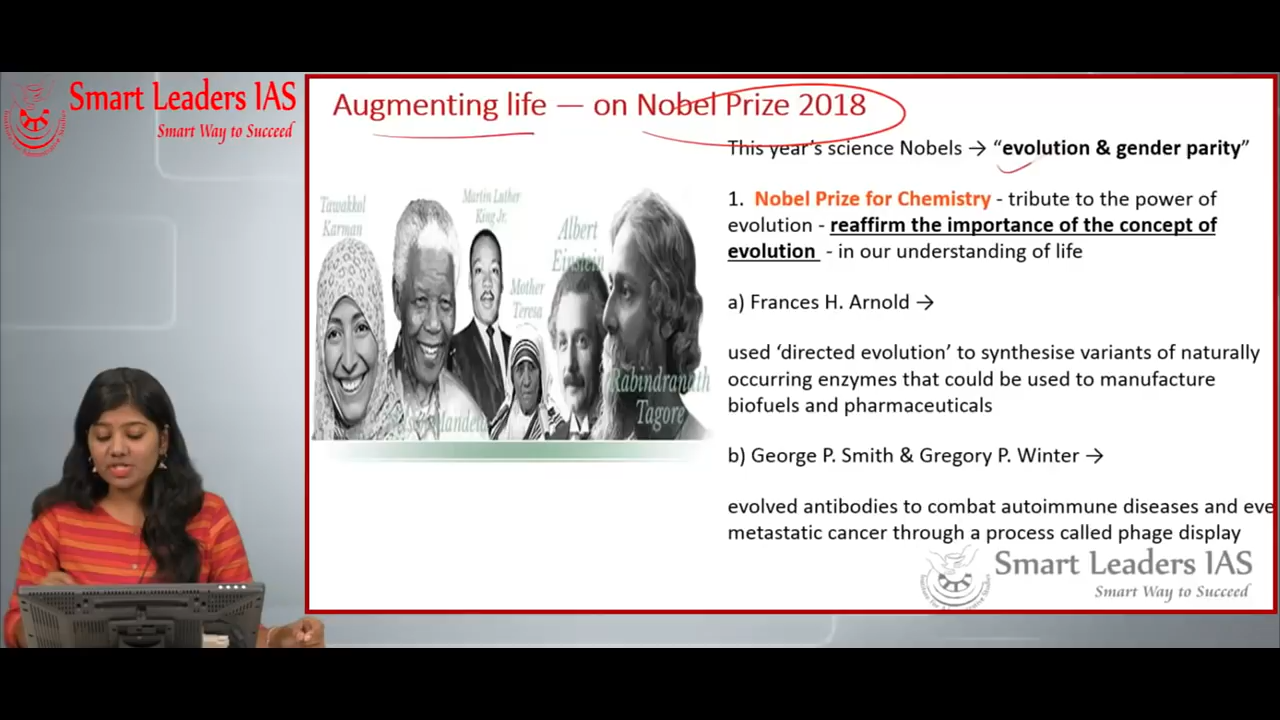 Smart Leaders IAS
Smart Way to Succeed
Augmenting life — on Nobel Prize 2018
This year's science Nobels → “evolution & gender parity”
1. Nobel Prize for Chemistry - tribute to the power of
evolution - reaffirm the importance of the concept of
evolution - in our understanding of life
a) Frances H. Arnold →
used ‘directed evolution’ to synthesise variants of naturally
occurring enzymes that could be used to manufacture
biofuels and pharmaceuticals
b) George P. Smith & Gregory P. Winter →
evolved antibodies to combat autoimmune diseases and eve
metastatic cancer through a process called phage display
Tawakkol
Karman
Martin Luther
King Jr.
Mother
Teresa
Albert
Einstein
Rabindranath
Tagore
Smart Leaders IAS
Smart Way to Succeed